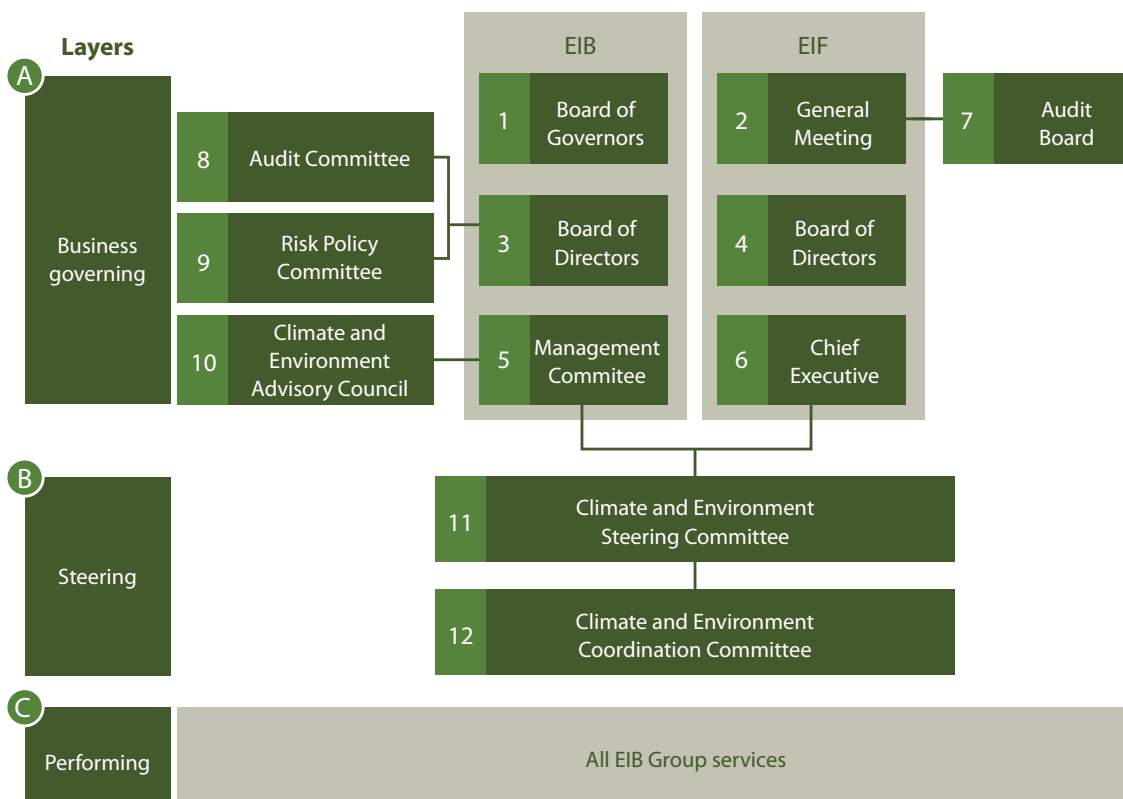 Layers
EIB
EIF
A
Business
governing
1
Board of
Governors
2
General
Meeting
7
Audit
Board
8
Audit Committee
9
Risk Policy
Committee
3
Board of
Directors
4
Board of
Directors
10
Climate and
Environment
Advisory Council
5
Management
Commitee
6
Chief
Executive
B
Steering
11
Climate and Environment
Steering Committee
12
Climate and Environment
Coordination Committee
C
Performing
All EIB Group services